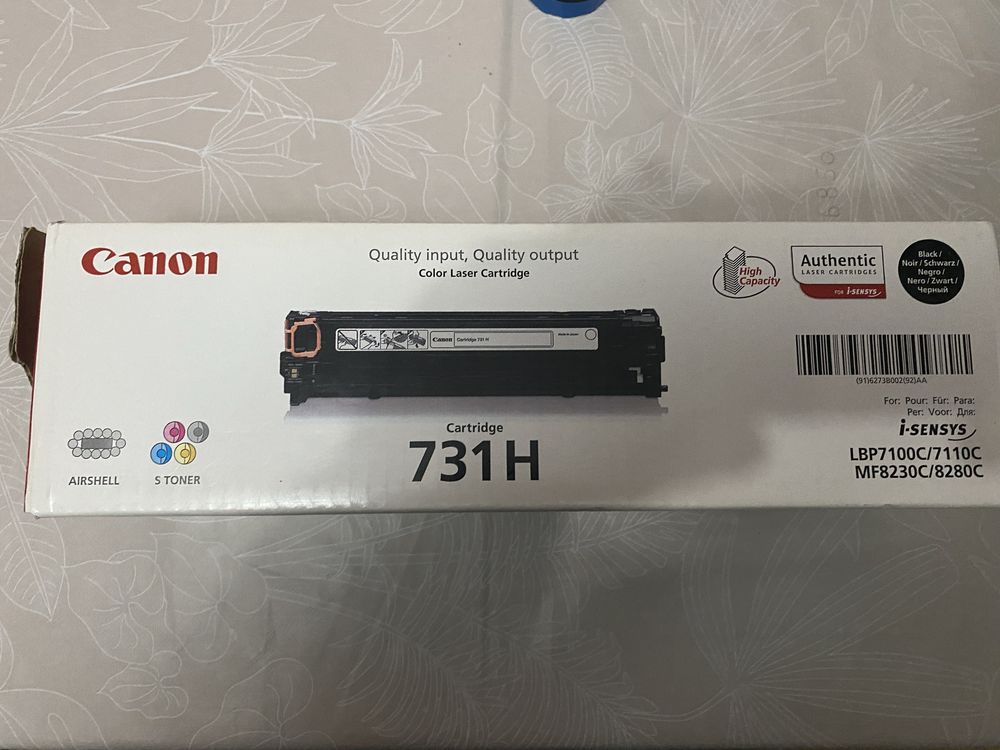 Canon
Quality input, Quality output
Color Laser Cartridge
High
Capacity
Authentic
LASER CARTRIDGES
FOR i-SENSYS
Black /
Noir / Schwarz /
Negro /
Nero / Zwart /
Черный
Canon Cartridge 731 H
(91)6273B002(92)AA
For: Pour: Für: Para:
Per: Voor: Для:
i-SENSYS
LBP7100C/7110C
MF8230C/8280C
Cartridge
731H
AIRSHELL
S TONER